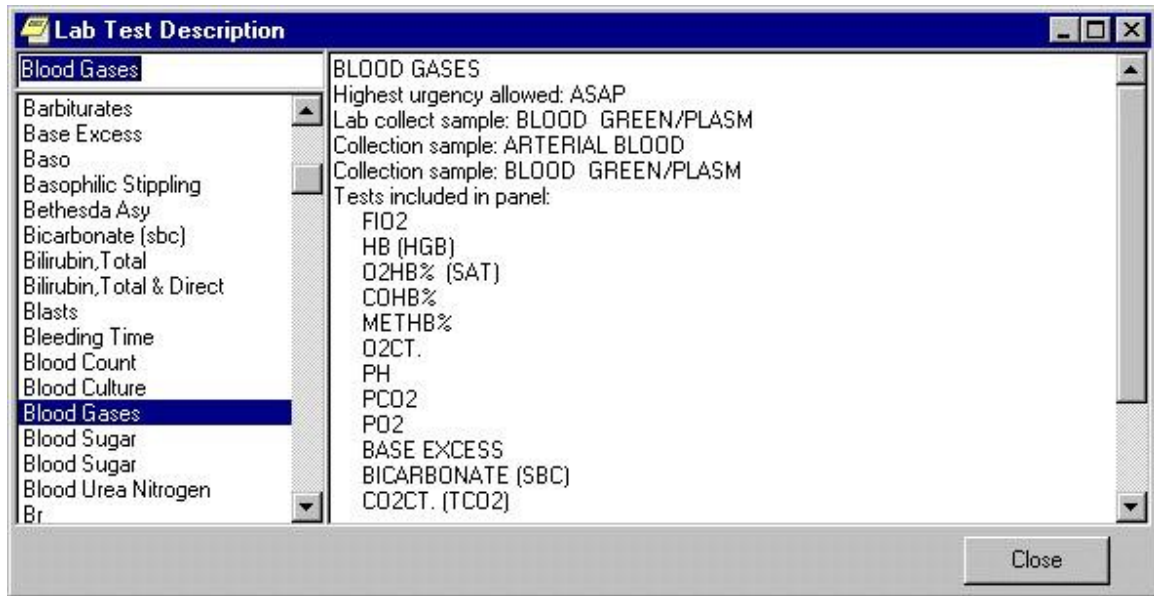 Lab Test Description
Blood Gases
Barbiturates
Base Excess
Baso
Basophilic Stippling
Bethesda Asy
Bicarbonate (sbc)
Bilirubin,Total
Bilirubin,Total & Direct
Blasts
Bleeding Time
Blood Count
Blood Culture
Blood Gases
Blood Sugar
Blood Sugar
Blood Urea Nitrogen
Br
BLOOD GASES
Highest urgency allowed: ASAP
Lab collect sample: BLOOD  GREEN/PLASM
Collection sample: ARTERIAL BLOOD
Collection sample: BLOOD  GREEN/PLASM
Tests included in panel:
FIO2
HB (HGB)
O2HB%  (SAT)
COHB%
METHB%
O2CT.
PH
PCO2
PO2
BASE EXCESS
BICARBONATE (SBC)
CO2CT. (TCO2)
Close